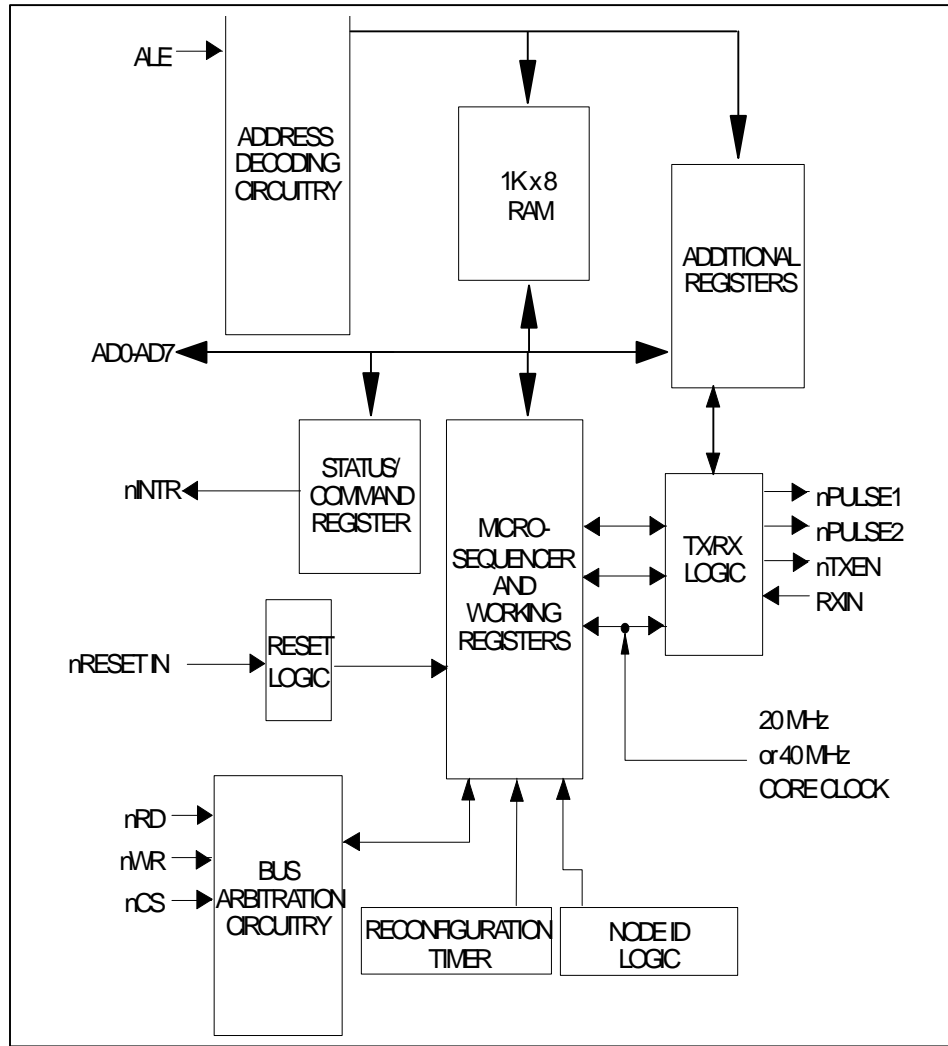 ALE
ADDRESS
DECODING
CIRCUITRY
1K x 8
RAM
ADDITIONAL
REGISTERS
AD0-AD7
nINTR
STATUS/
COMMAND
REGISTER
MICRO-
SEQUENCER
AND
WORKING
REGISTERS
TX/RX
LOGIC
nPULSE1
nPULSE2
nTXEN
RXIN
nRESET IN
RESET
LOGIC
20 MHz
or 40 MHz
CORE CLOCK
nRD
nWR
nCS
BUS
ARBITRATION
CIRCUITRY
RECONFIGURATION
TIMER
NODE ID
LOGIC